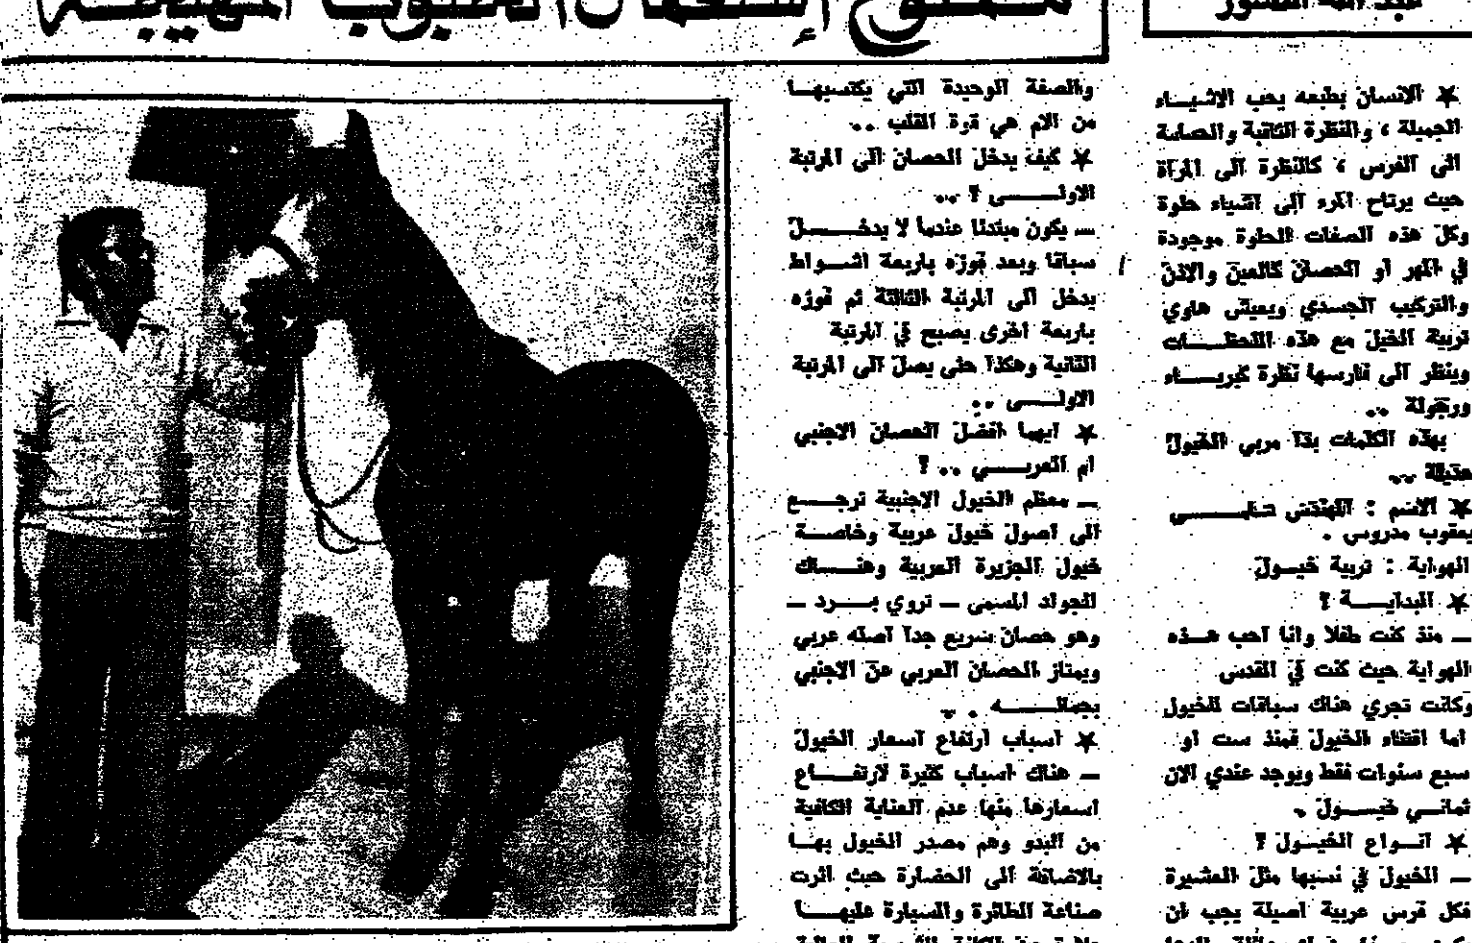 ممنوع إستعمال الحبوب المهيجة
★ الانسان بطبعه يحب الاشياء
الجميلة ، والنظرة الثاقبة والصامتة
الى الفرس ، كالنظرة الى المرأة
حيث يرتاح المرء الى اشياء حلوة
وكل هذه الصفات الحلوة موجودة
في المهر او الحصان كالعين والاذن
والتركيب الجسدي ويعيش هاوي
تربية الخيل مع هذه اللحظات
وينظر الى فارسها نظرة كبرياء
ورجولة ..
بهذه الكلمات بدأ مربي الخيول
حديثه ..
★ الاسم : المهندس
يعقوب مدروس .
الهواية : تربية خيول
★ البداية ؟
— منذ كنت طفلا وانا احب هذه
الهواية حيث كنت في القدس
وكانت تجري هناك سباقات للخيول
اما اقتناء الخيول فمنذ ست او
سبع سنوات فقط ويوجد عندي الان
ثماني خيول .
★ انواع الخيول ؟
— الخيول في نسبها مثل العشيرة
فكل فرس عربية اصيلة يجب ان
والصفة الوحيدة التي يكتسبها
من الام هي قوة القلب ..
★ كيف يدخل الحصان الى المرتبة
الاولى ؟ ..
— يكون مبتدئا عندما لا يدخل
سباقا وبعد فوزه باربعة اشواط
يدخل الى المرتبة الثالثة ثم فوزه
باربعة اخرى يصبح في المرتبة
الثانية وهكذا حتى يصل الى المرتبة
الاولى ..
★ ايهما افضل الحصان الاجنبي
ام العربي .. ؟
— معظم الخيول الاجنبية ترجع
الى اصول خيول عربية وخاصة
خيول الجزيرة العربية وهناك
الجواد المسمى — تروي برد —
وهو حصان سريع جدا اصله عربي
ويمتاز الحصان العربي عن الاجنبي
بجماله . .
★ اسباب ارتفاع اسعار الخيول
— هناك اسباب كثيرة لارتفاع
اسعارها منها عدم العناية الكافية
من البدو وهم مصدر الخيول بها
بالاضافة الى الحضارة حيث اثرت
صناعة الطائرة والسيارة عليها